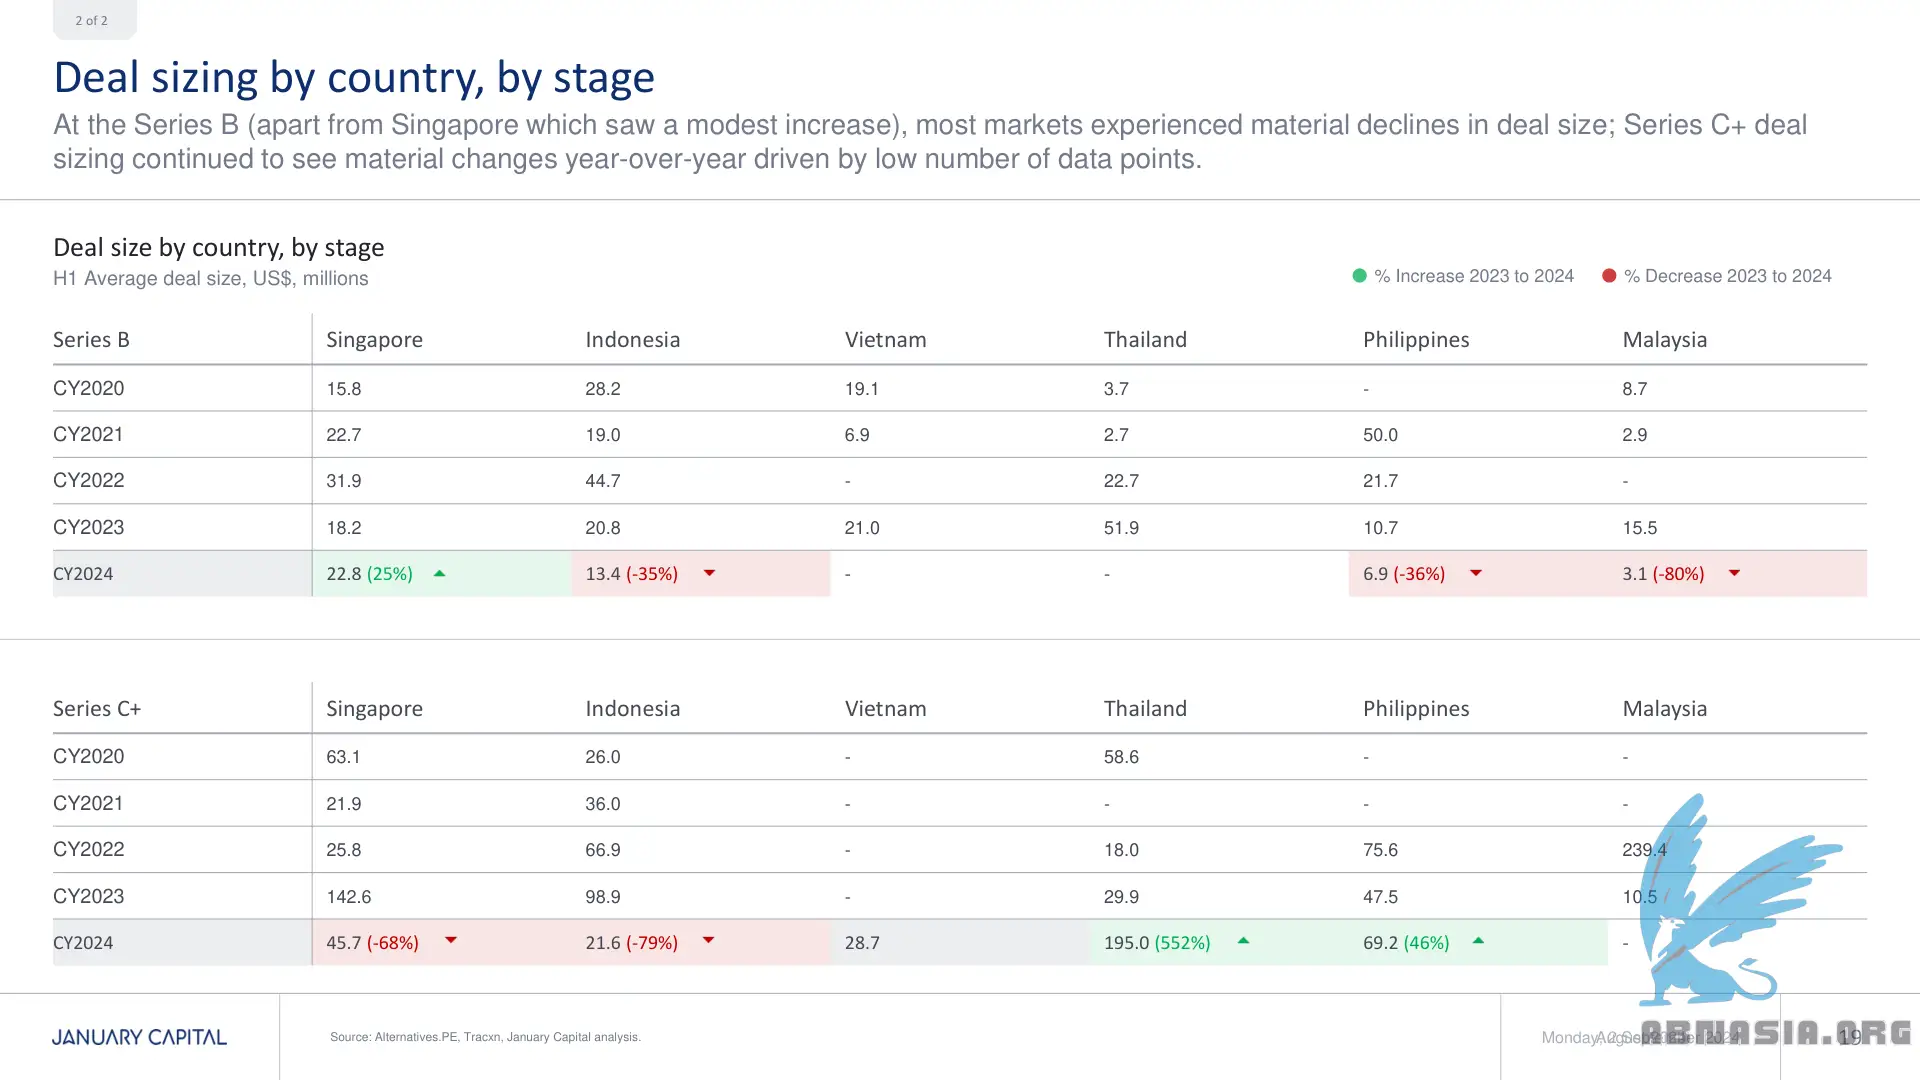 2 of 2
Deal sizing by country, by stage
At the Series B (apart from Singapore which saw a modest increase), most markets experienced material declines in deal size; Series C+ deal
sizing continued to see material changes year-over-year driven by low number of data points.
Deal size by country, by stage
H1 Average deal size, US$, millions
% Increase 2023 to 2024 % Decrease 2023 to 2024
Series B Singapore Indonesia Vietnam Thailand Philippines Malaysia
CY2020 15.8 28.2 19.1 3.7 - 8.7
CY2021 22.7 19.0 6.9 2.7 50.0 2.9
CY2022 31.9 44.7 - 22.7 21.7 -
CY2023 18.2 20.8 21.0 51.9 10.7 15.5
CY2024 22.8 (25%) 13.4 (-35%) - - 6.9 (-36%) 3.1 (-80%)
Series C+ Singapore Indonesia Vietnam Thailand Philippines Malaysia
CY2020 63.1 26.0 - 58.6 - -
CY2021 21.9 36.0 - - - -
CY2022 25.8 66.9 - 18.0 75.6 239.4
CY2023 142.6 98.9 - 29.9 47.5 10.5
CY2024 45.7 (-68%) 21.6 (-79%) 28.7 195.0 (552%) 69.2 (46%) -
JANUARY CAPITAL
Source: Alternatives.PE, Tracxn, January Capital analysis.
Monday,
ABMASIA.ORG
19